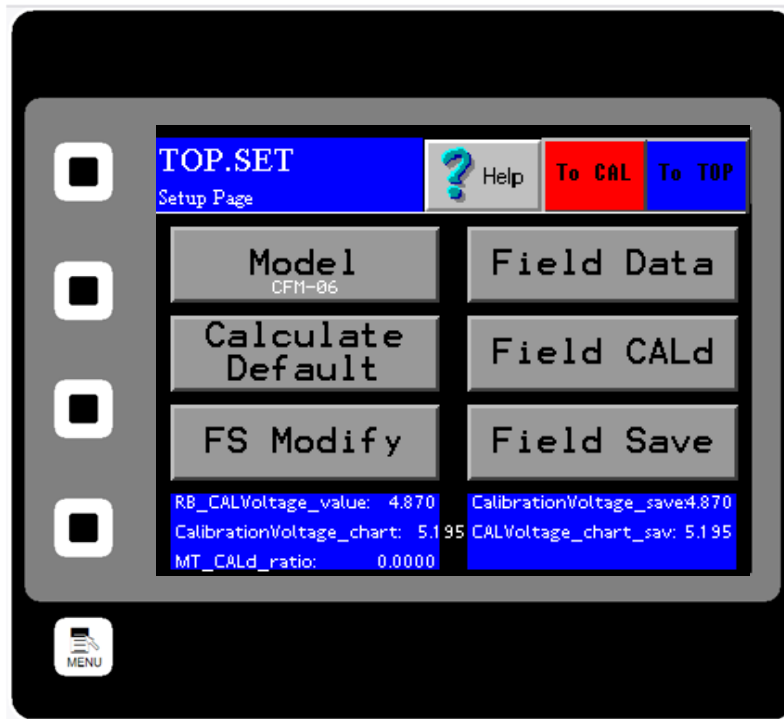 TOP.SET
Setup Page
Help
To CAL
To TOP
Model
CFM-06
Field Data
Calculate
Default
Field CALd
FS Modify
Field Save
RB_CALVoltage_value: 4.870
CalibrationVoltage_save:4.870
CalibrationVoltage_chart: 5.195
CALVoltage_chart_sav: 5.195
MT_CALd_ratio: 0.0000
MENU